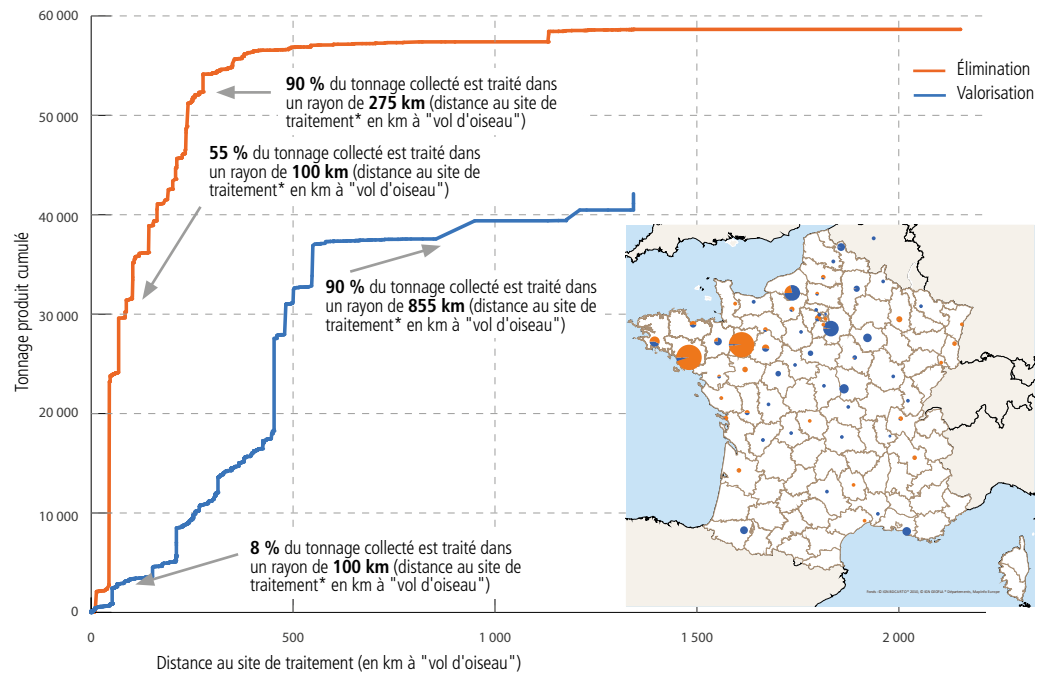 60 000
50 000
40 000
30 000
20 000
10 000
0
Tonnage produit cumulé
Élimination
Valorisation
90 % du tonnage collecté est traité dans
un rayon de 275 km (distance au site de
traitement* en km à "vol d'oiseau")
55 % du tonnage collecté est traité dans
un rayon de 100 km (distance au site de
traitement* en km à "vol d'oiseau")
90 % du tonnage collecté est traité dans
un rayon de 855 km (distance au site de
traitement* en km à "vol d'oiseau")
8 % du tonnage collecté est traité dans
un rayon de 100 km (distance au site de
traitement* en km à "vol d'oiseau")
0
500
1 000
1 500
2 000
Distance au site de traitement (en km à "vol d'oiseau")